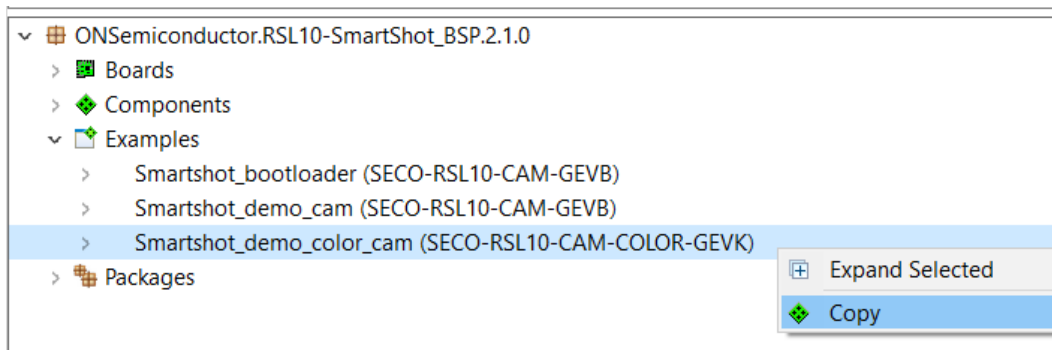 ONSemiconductor.RSL10-SmartShot_BSP.2.1.0
Boards
Components
Examples
Smartshot_bootloader (SECO-RSL10-CAM-GEVB)
Smartshot_demo_cam (SECO-RSL10-CAM-GEVB)
Smartshot_demo_color_cam (SECO-RSL10-CAM-COLOR-GEVK)
Expand Selected
Packages
Copy